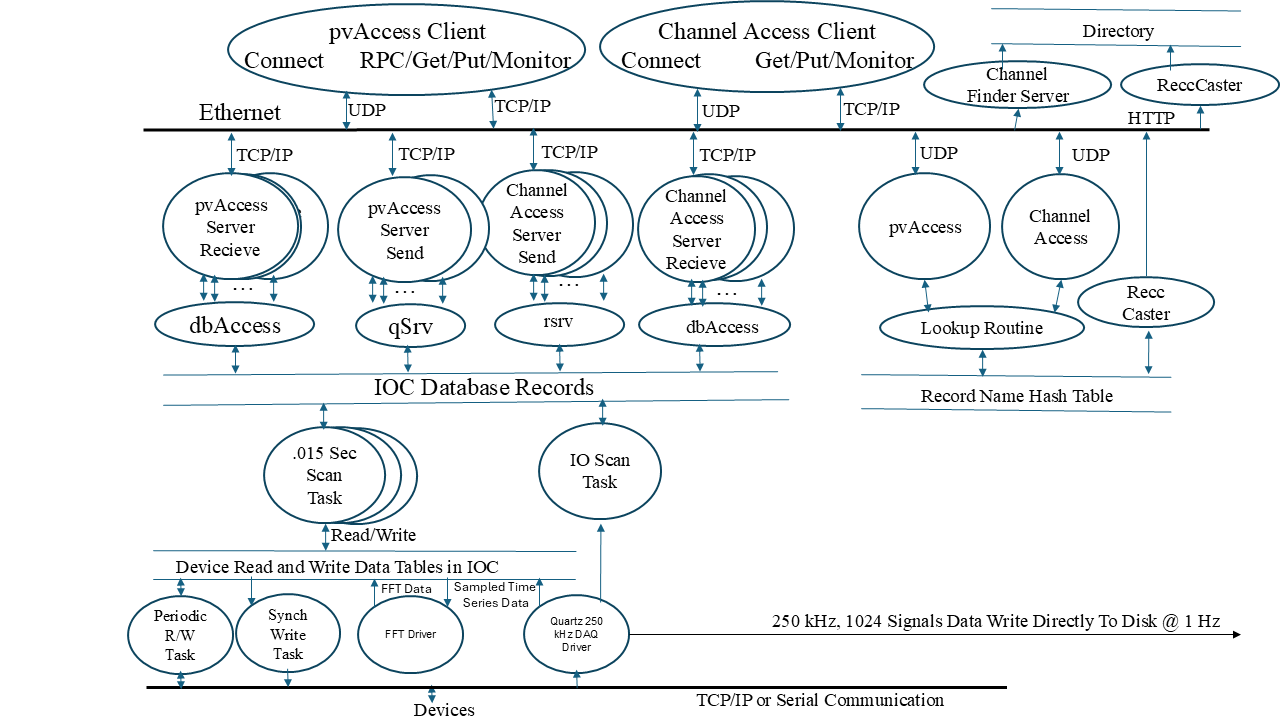 pvAccess Client
Connect RPC/Get/Put/Monitor
Channel Access Client
Connect Get/Put/Monitor
Directory
Channel
Finder Server
ReccCaster
Ethernet
UDP
TCP/IP
UDP
TCP/IP
HTTP
TCP/IP
TCP/IP
TCP/IP
TCP/IP
UDP
UDP
pvAccess
Server
Recieve
pvAccess
Server
Send
Channel
Access
Server
Send
Channel
Access
Server
Recieve
pvAccess
Channel
Access
...
...
...
...
Recc
Caster
dbAccess
qSrv
rsrv
dbAccess
Lookup Routine
IOC Database Records
Record Name Hash Table
.015 Sec
Scan
Task
IO Scan
Task
Read/Write
Device Read and Write Data Tables in IOC
FFT Data
Sampled Time
Series Data
Periodic
R/W
Task
Synch
Write
Task
FFT Driver
Quartz 250
kHz DAQ
Driver
250 kHz, 1024 Signals Data Write Directly To Disk @ 1 Hz
TCP/IP or Serial Communication
Devices